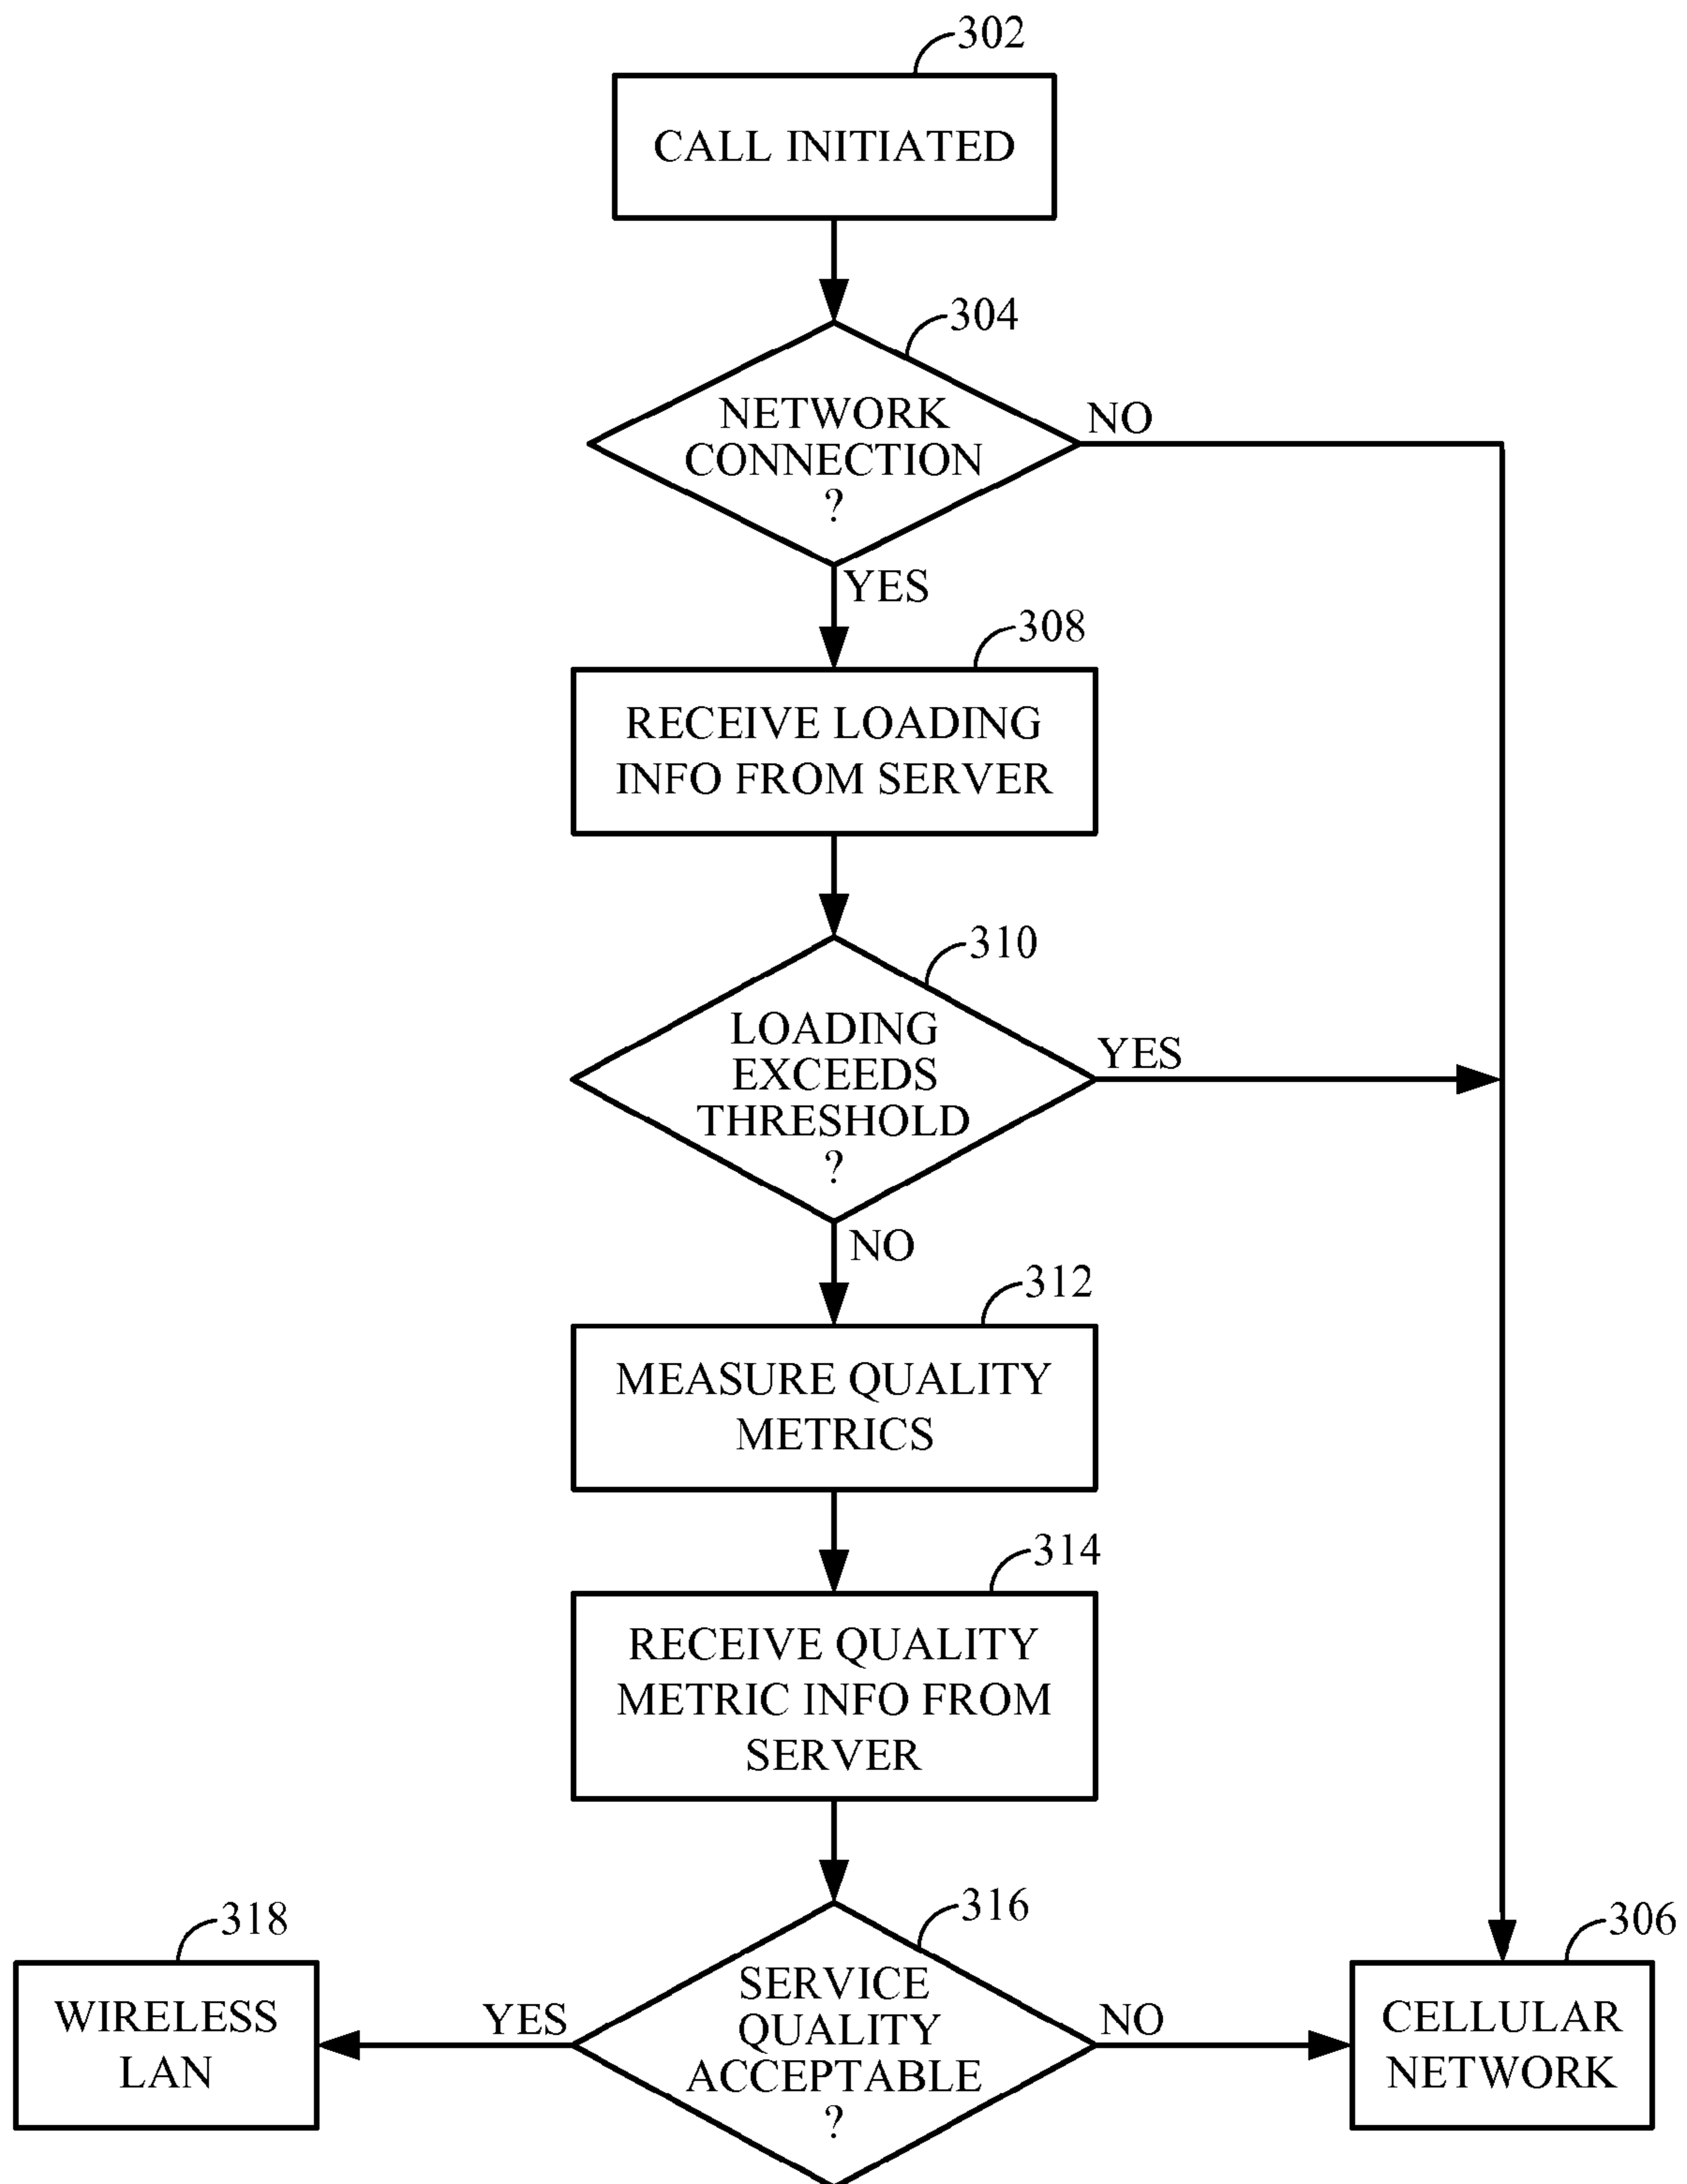 302
CALL INITIATED
304
NETWORK
CONNECTION
?
NO
YES
308
RECEIVE LOADING
INFO FROM SERVER
310
LOADING
EXCEEDS
THRESHOLD
?
YES
NO
312
MEASURE QUALITY
METRICS
314
RECEIVE QUALITY
METRIC INFO FROM
SERVER
316
SERVICE
QUALITY
ACCEPTABLE
?
YES
NO
318
WIRELESS
LAN
306
CELLULAR
NETWORK